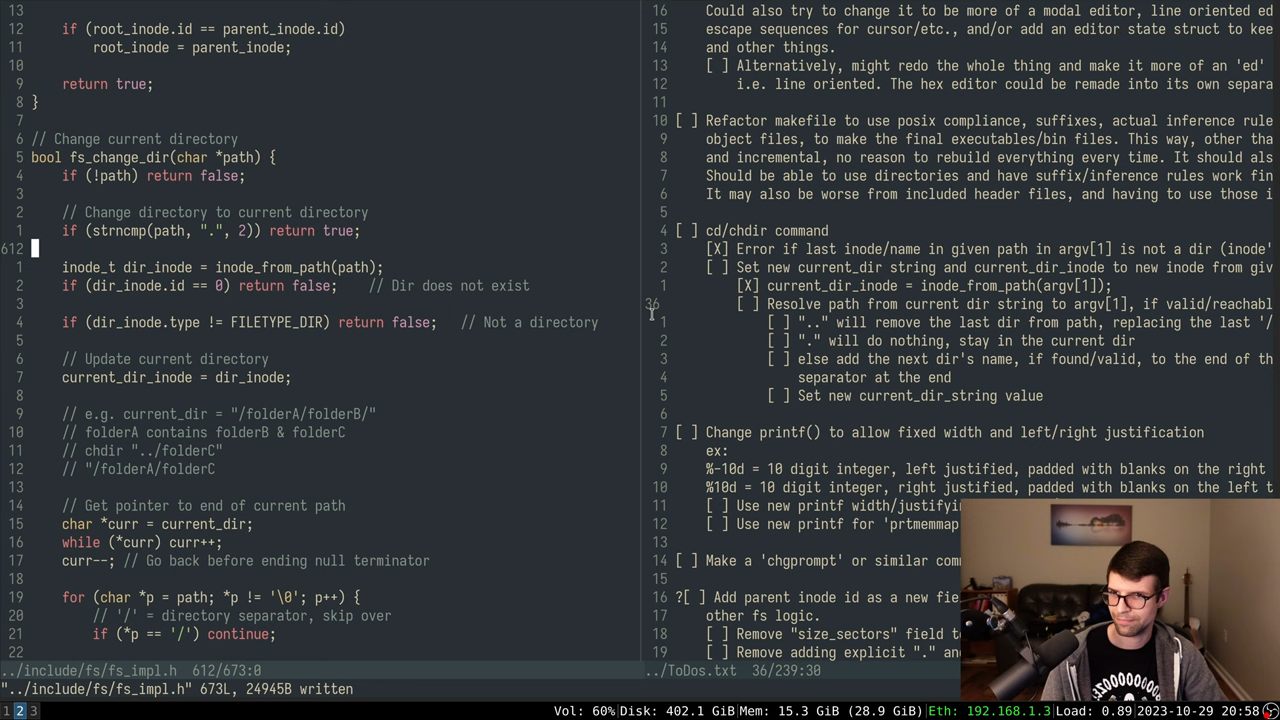 13
12     if (root_inode.id == parent_inode.id)
11         root_inode = parent_inode;
10
9     return true;
8 }
7
6 // Change current directory
5 bool fs_change_dir(char *path) {
4     if (!path) return false;
3
2     // Change directory to current directory
1     if (strncmp(path, ".", 2)) return true;
612
1     inode_t dir_inode = inode_from_path(path);
2     if (dir_inode.id == 0) return false;    // Dir does not exist
3
4     if (dir_inode.type != FILETYPE_DIR) return false;   // Not a directory
5
6     // Update current directory
7     current_dir_inode = dir_inode;
8
9     // e.g. current_dir = "/folderA/folderB/"
10     // folderA contains folderB & folderC
11     // chdir "../folderC"
12     // "/folderA/folderC
13
14     // Get pointer to end of current path
15     char *curr = current_dir;
16     while (*curr) curr++;
17     curr--; // Go back before ending null terminator
18
19     for (char *p = path; *p != '\0'; p++) {
20         // '/' = directory separator, skip over
21         if (*p == '/') continue;
22
../include/fs/fs_impl.h  612/673:0
"../include/fs/fs_impl.h" 673L, 24945B written
16     Could also try to change it to be more of a modal editor, line oriented ed
15     escape sequences for cursor/etc., and/or add an editor state struct to kee
14     and other things.
13     [ ] Alternatively, might redo the whole thing and make it more of an 'ed'
12         i.e. line oriented. The hex editor could be remade into its own separa
11
10 [ ] Refactor makefile to use posix compliance, suffixes, actual inference rule
9     object files, to make the final executables/bin files. This way, other tha
8     and incremental, no reason to rebuild everything every time. It should als
7     Should be able to use directories and have suffix/inference rules work fin
6     It may also be worse from included header files, and having to use those i
5
4 [ ] cd/chdir command
3     [X] Error if last inode/name in given path in argv[1] is not a dir (inode'
2     [ ] Set new current_dir string and current_dir_inode to new inode from giv
1         [X] current_dir_inode = inode_from_path(argv[1]);
36         [ ] Resolve path from current dir string to argv[1], if valid/reachabl
1             [ ] ".." will remove the last dir from path, replacing the last '/
2             [ ] "." will do nothing, stay in the current dir
3             [ ] else add the next dir's name, if found/valid, to the end of th
4                 separator at the end
5             [ ] Set new current_dir_string value
6
7 [ ] Change printf() to allow fixed width and left/right justification
8     ex:
9     %-10d = 10 digit integer, left justified, padded with blanks on the right
10     %10d = 10 digit integer, right justified, padded with blanks on the left t
11     [ ] Use new printf width/justifyin
12     [ ] Use new printf for 'prtmemmap
13
14 [ ] Make a 'chgprompt' or similar com
15
16 ?[ ] Add parent inode id as a new fie
17     other fs logic.
18     [ ] Remove "size_sectors" field t
19     [ ] Remove adding explicit "." an
../ToDos.txt  36/239:30
1 2 3
Vol: 60%|Disk: 402.1 GiB|Mem: 15.3 GiB (28.9 GiB)|Eth: 192.168.1.3|Load: 0.89|2023-10-29 20:58